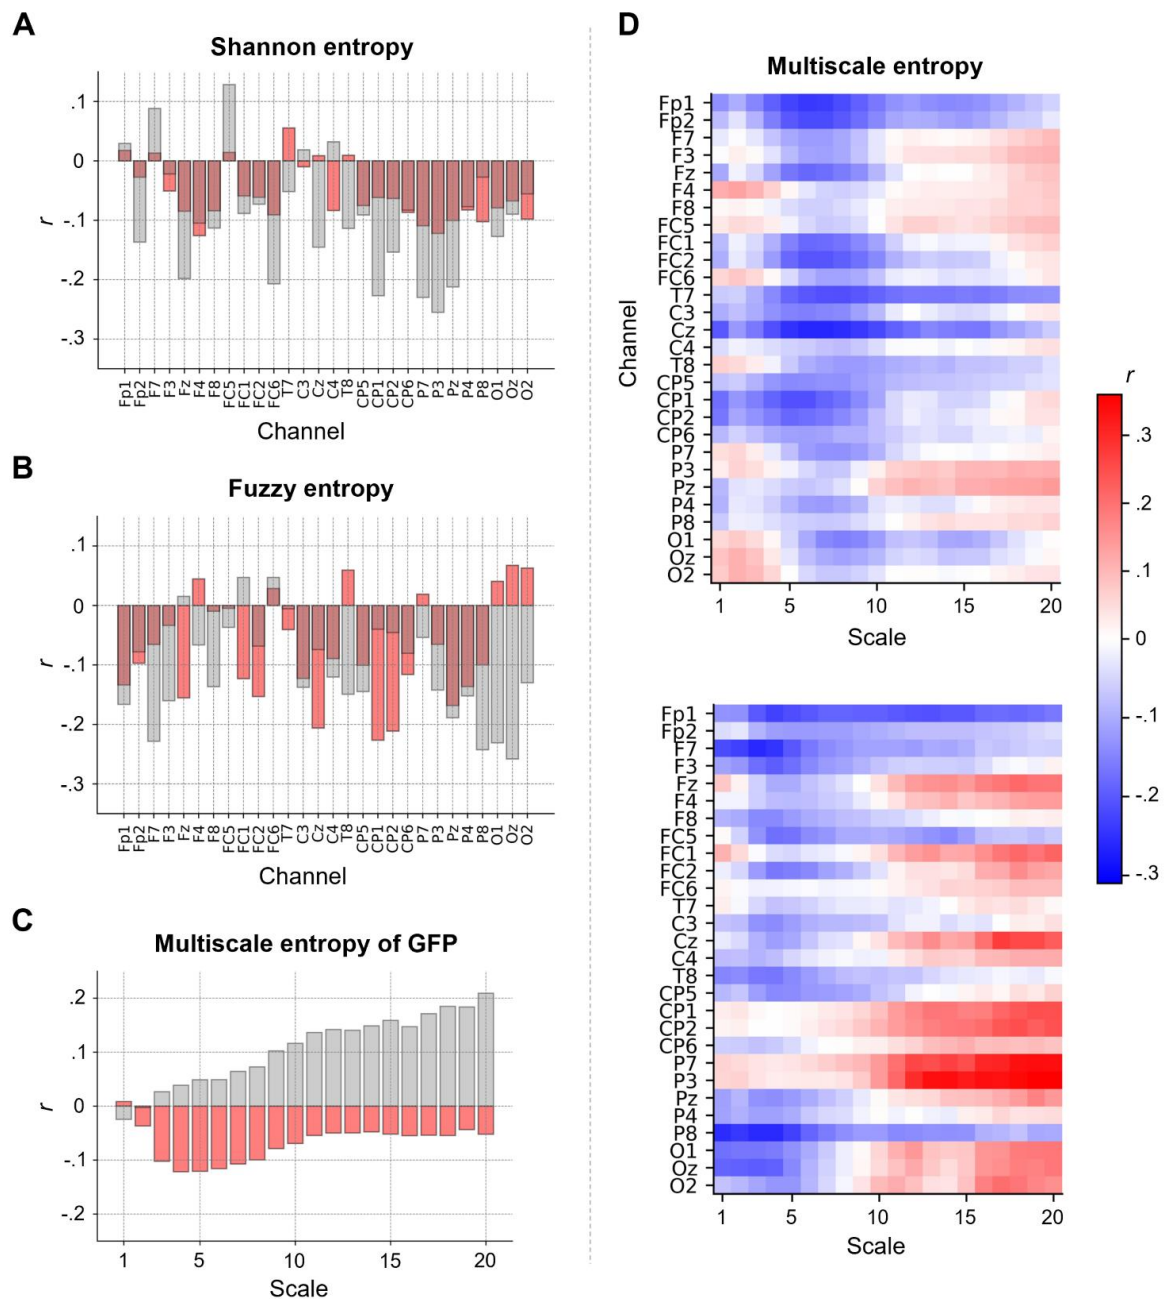 A
Shannon entropy
.1
0
-.1
-.2
-.3
r
Fp1 Fp2 F7 F3 Fz F4 F8 FC5 FC1 FC2 FC6 T7 C3 Cz C4 T8 CP5 CP1 CP2 CP6 P7 P3 Pz P4 P8 O1 Oz O2
Channel
B
Fuzzy entropy
.1
0
-.1
-.2
-.3
r
Fp1 Fp2 F7 F3 Fz F4 F8 FC5 FC1 FC2 FC6 T7 C3 Cz C4 T8 CP5 CP1 CP2 CP6 P7 P3 Pz P4 P8 O1 Oz O2
Channel
C
Multiscale entropy of GFP
.2
.1
0
-.1
-.2
r
1 5 10 15 20
Scale
D
Multiscale entropy
Channel
Fp1
Fp2
F7
F3
Fz
F4
F8
FC5
FC1
FC2
FC6
T7
C3
Cz
C4
T8
CP5
CP1
CP2
CP6
P7
P3
Pz
P4
P8
O1
Oz
O2
1 5 10 15 20
Scale
Fp1
Fp2
F7
F3
Fz
F4
F8
FC5
FC1
FC2
FC6
T7
C3
Cz
C4
T8
CP5
CP1
CP2
CP6
P7
P3
Pz
P4
P8
O1
Oz
O2
1 5 10 15 20
Scale
r
.3
.2
.1
0
-.1
-.2
-.3